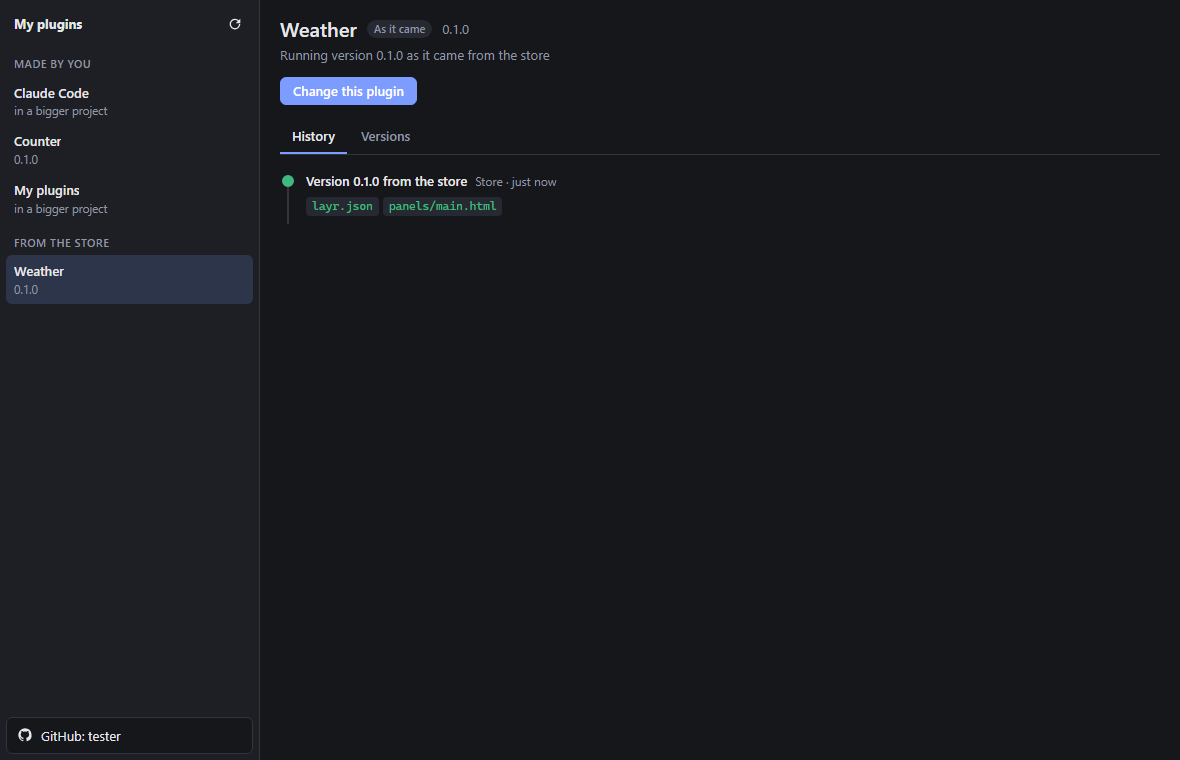 My plugins
MADE BY YOU
Claude Code
in a bigger project
Counter
0.1.0
My plugins
in a bigger project
FROM THE STORE
Weather
0.1.0
GitHub: tester
Weather As it came 0.1.0
Running version 0.1.0 as it came from the store
Change this plugin
History Versions
Version 0.1.0 from the store Store · just now
layr.json panels/main.html